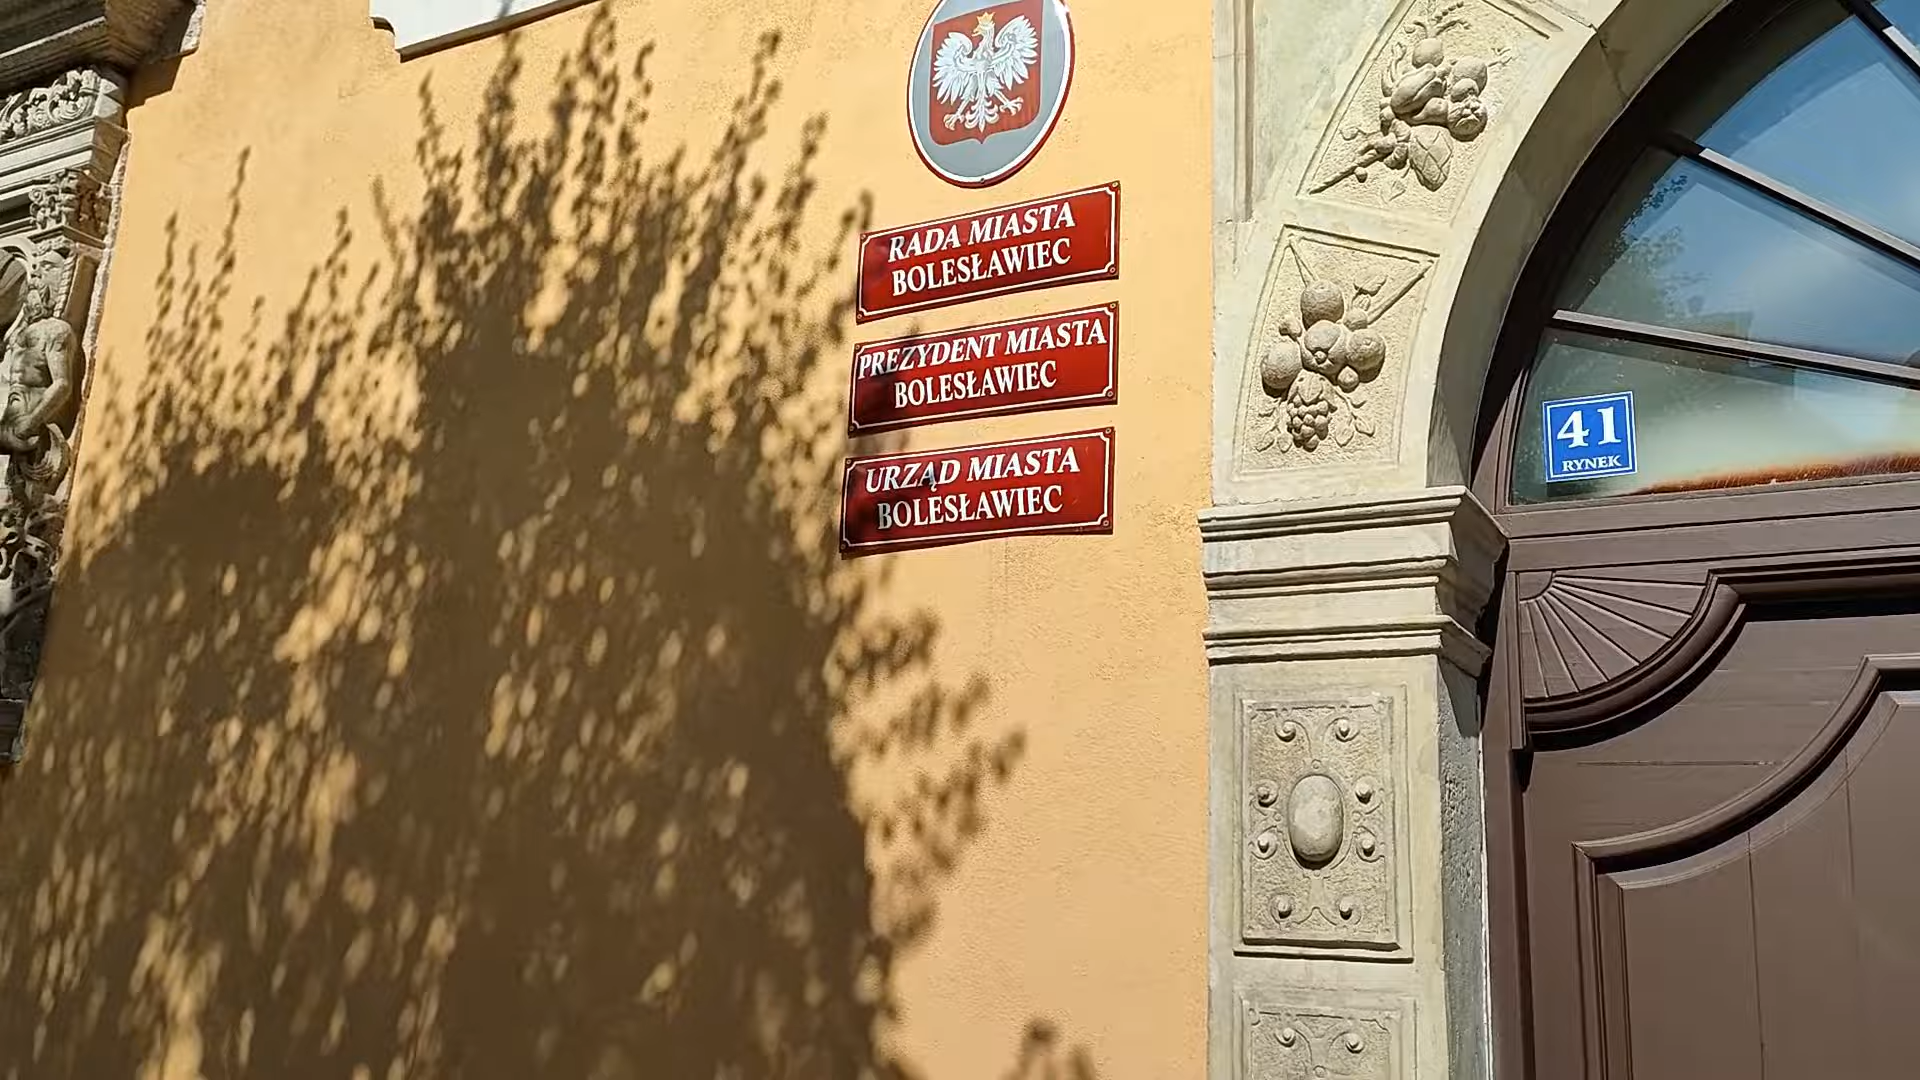 RADA MIASTA
BOLESŁAWIEC
PREZYDENT MIASTA
BOLESŁAWIEC
URZĄD MIASTA
BOLESŁAWIEC
41
RYNEK